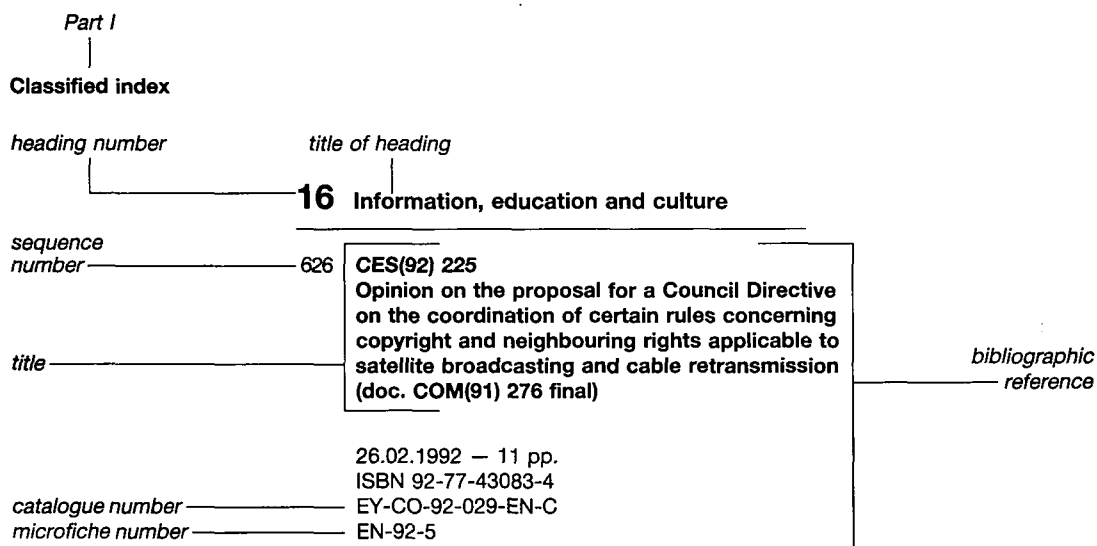 Part I
Classified index
heading number title of heading
16 Information, education and culture
sequence
number 626 CES(92) 225
Opinion on the proposal for a Council Directive
on the coordination of certain rules concerning
copyright and neighbouring rights applicable to
title satellite broadcasting and cable retransmission
(doc. COM(91) 276 final)
bibliographic
reference
26.02.1992 — 11 pp.
ISBN 92-77-43083-4
catalogue number EY-CO-92-029-EN-C
microfiche number EN-92-5